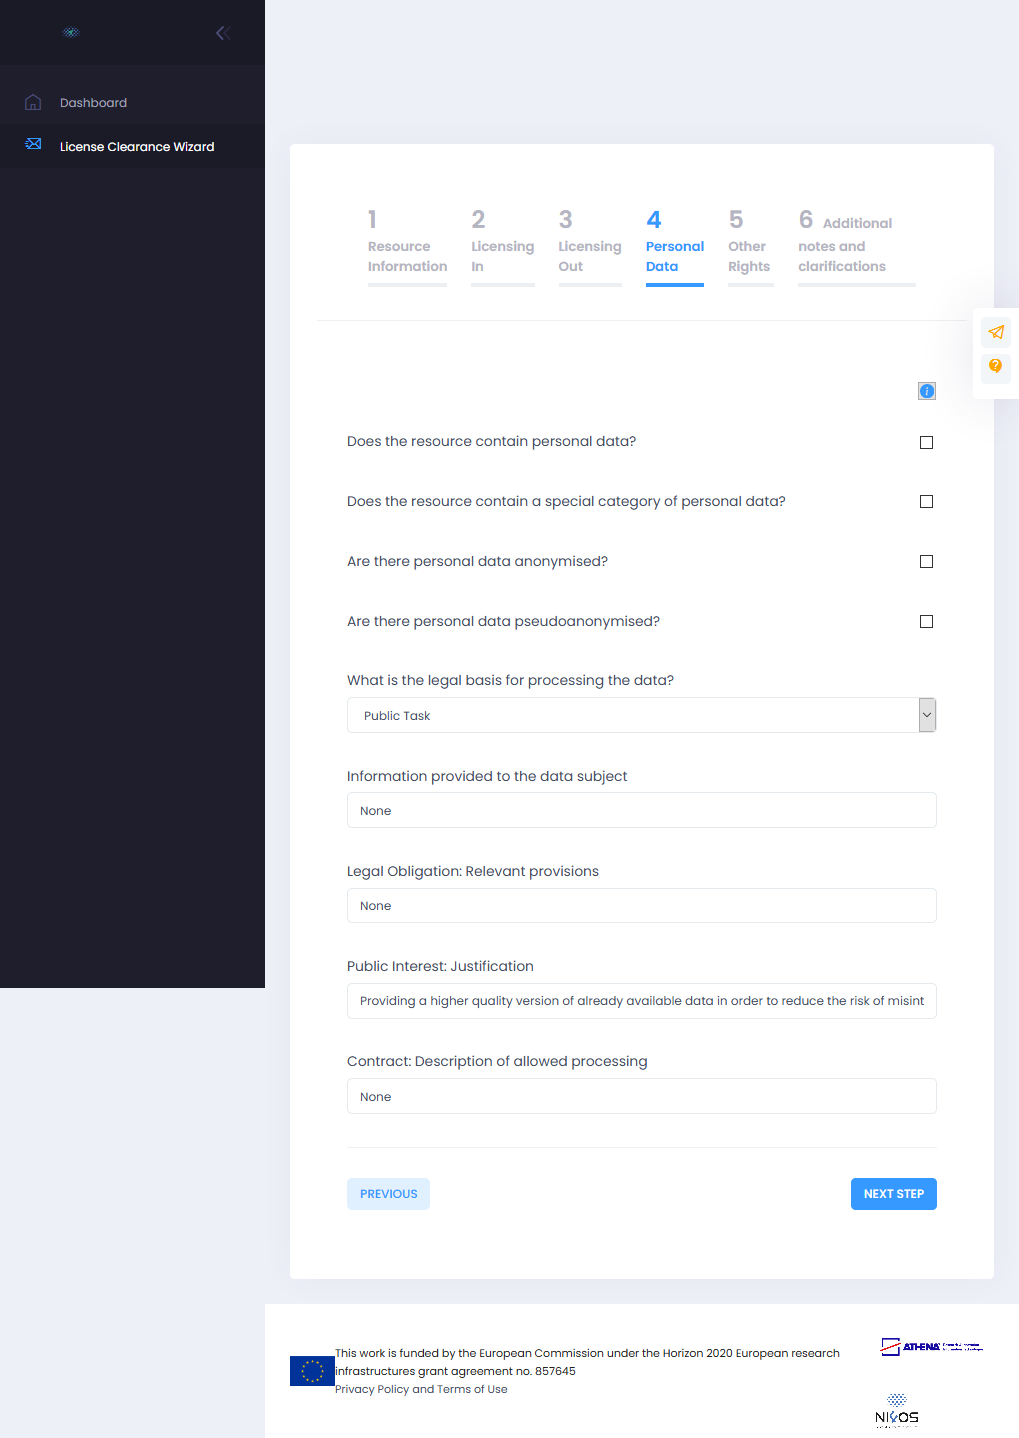 Dashboard
License Clearance Wizard
1
Resource
Information
2
Licensing
In
3
Licensing
Out
4
Personal
Data
5
Other
Rights
6 Additional
notes and
clarifications
Does the resource contain personal data?
Does the resource contain a special category of personal data?
Are there personal data anonymised?
Are there personal data pseudoanonymised?
What is the legal basis for processing the data?
Public Task
Information provided to the data subject
None
Legal Obligation: Relevant provisions
None
Public Interest: Justification
Providing a higher quality version of already available data in order to reduce the risk of misint
Contract: Description of allowed processing
None
PREVIOUS
NEXT STEP
This work is funded by the European Commission under the Horizon 2020 European research
infrastructures grant agreement no. 857645
Privacy Policy and Terms of Use
ATHENA
NI4OS